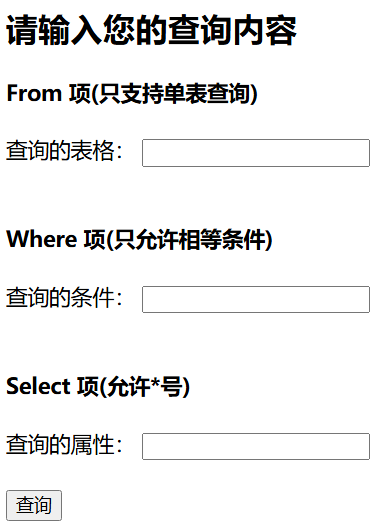 请输入您的查询内容
From 项(只支持单表查询)
查询的表格：
Where 项(只允许相等条件)
查询的条件：
Select 项(允许*号)
查询的属性：
查询